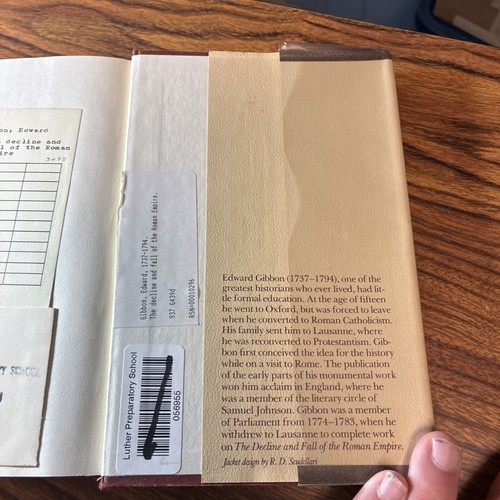 on, Edward
decline and
l of the Roman
ire
Gibbon, Edward, 1737-1794.
The decline and fall of the Roman Empire.
937 G439d
RSN=00010296
Luther Preparatory School
056955
Edward Gibbon (1737–1794), one of the
greatest historians who ever lived, had lit-
tle formal education. At the age of fifteen
he went to Oxford, but was forced to leave
when he converted to Roman Catholicism.
His family sent him to Lausanne, where
he was reconverted to Protestantism. Gib-
bon first conceived the idea for the history
while on a visit to Rome. The publication
of the early parts of his monumental work
won him acclaim in England, where he
was a member of the literary circle of
Samuel Johnson. Gibbon was a member
of Parliament from 1774–1783, when he
withdrew to Lausanne to complete work
on The Decline and Fall of the Roman Empire.
Jacket design by R. D. Scudellari